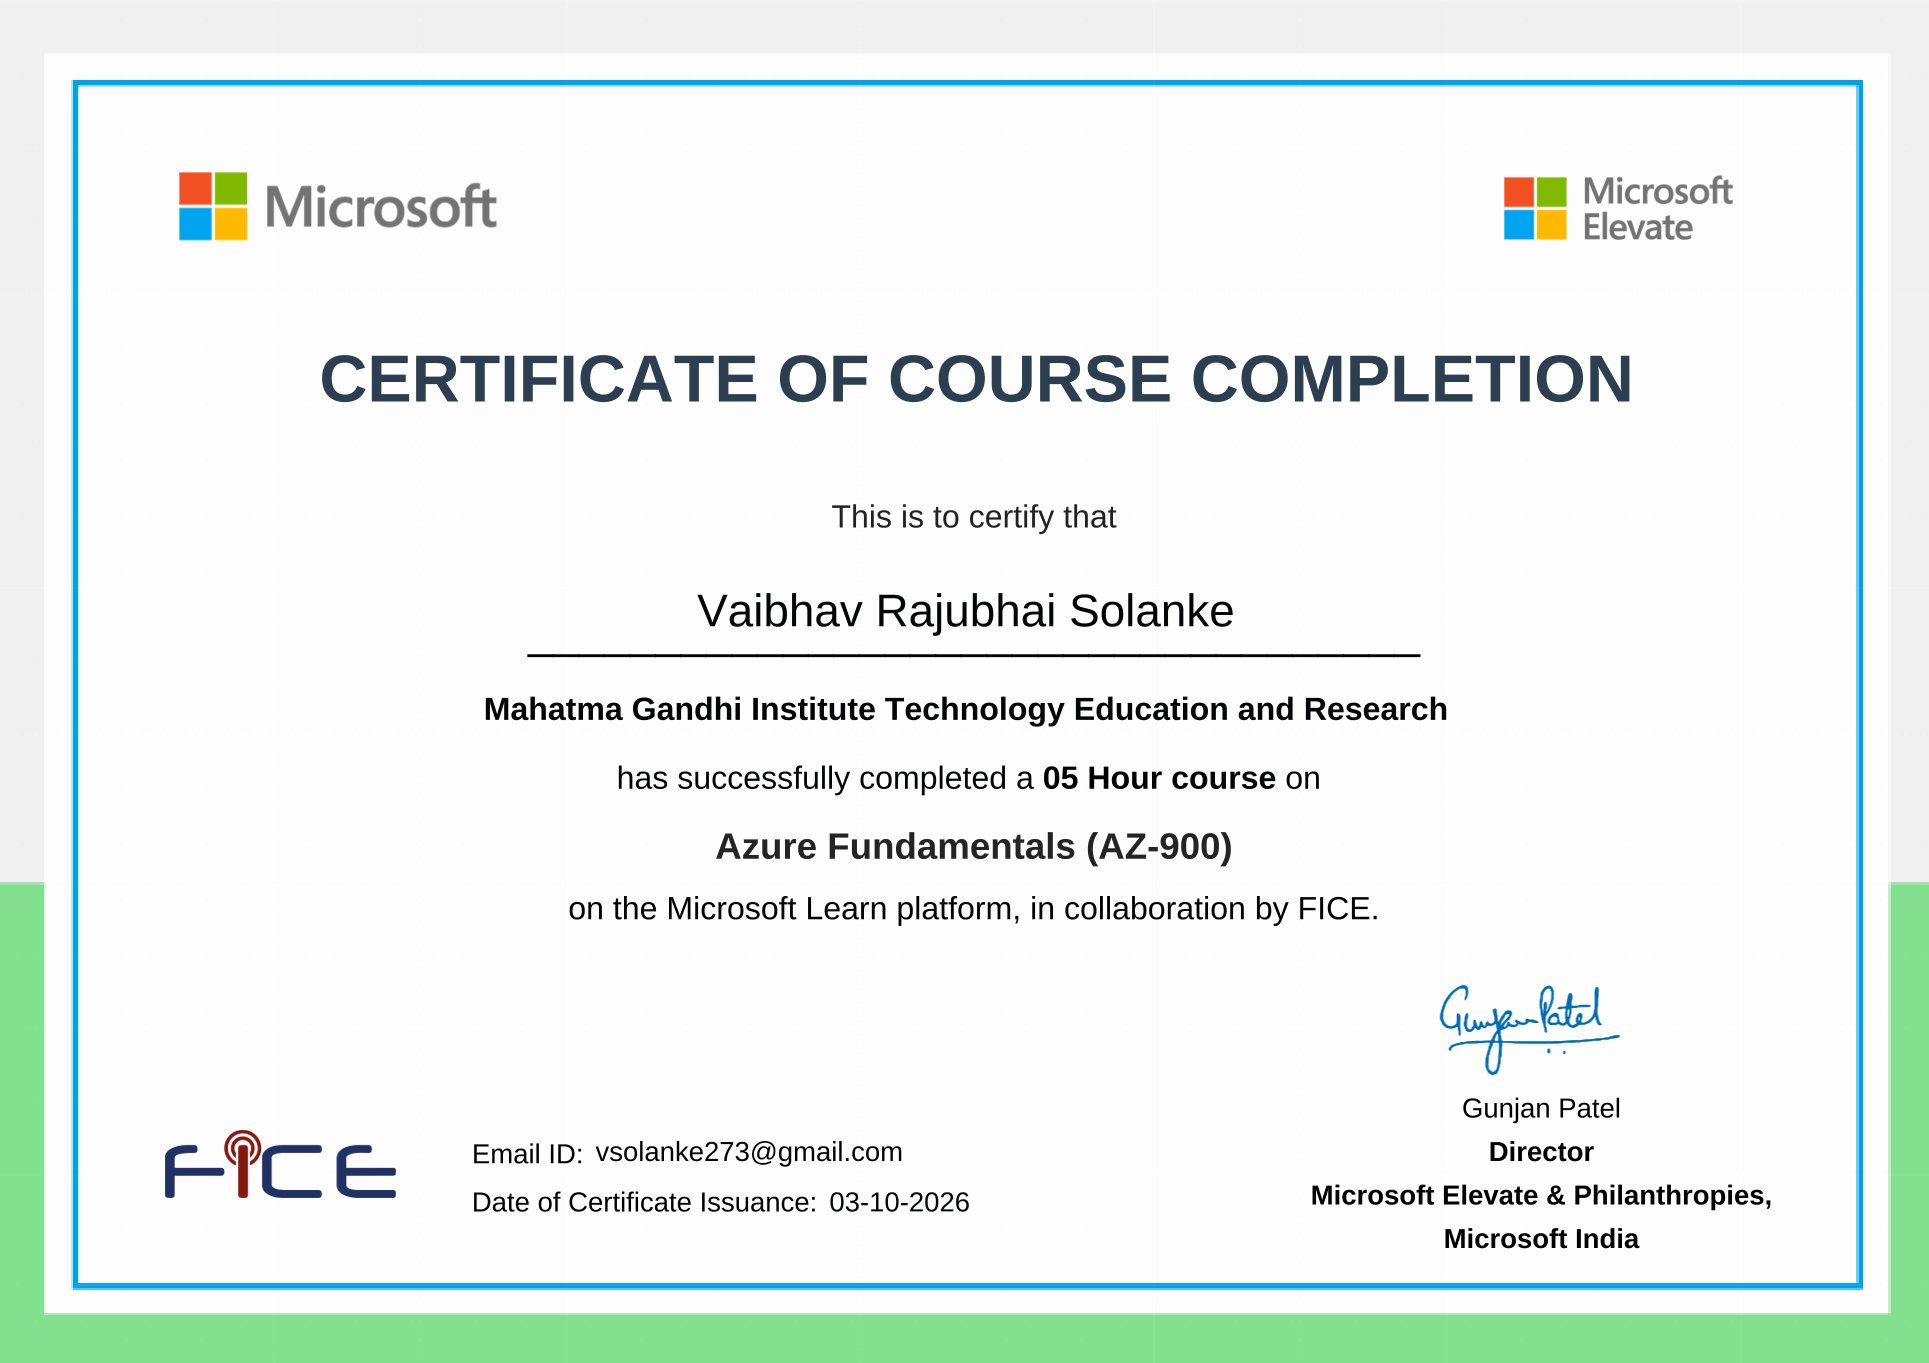 Microsoft
Microsoft
Elevate
CERTIFICATE OF COURSE COMPLETION
This is to certify that
Vaibhav Rajubhai Solanke
Mahatma Gandhi Institute Technology Education and Research
has successfully completed a 05 Hour course on
Azure Fundamentals (AZ-900)
on the Microsoft Learn platform, in collaboration by FICE.
Gunjan Patel
Gunjan Patel
Director
Microsoft Elevate & Philanthropies,
Microsoft India
FICE
Email ID: vsolanke273@gmail.com
Date of Certificate Issuance: 03-10-2026